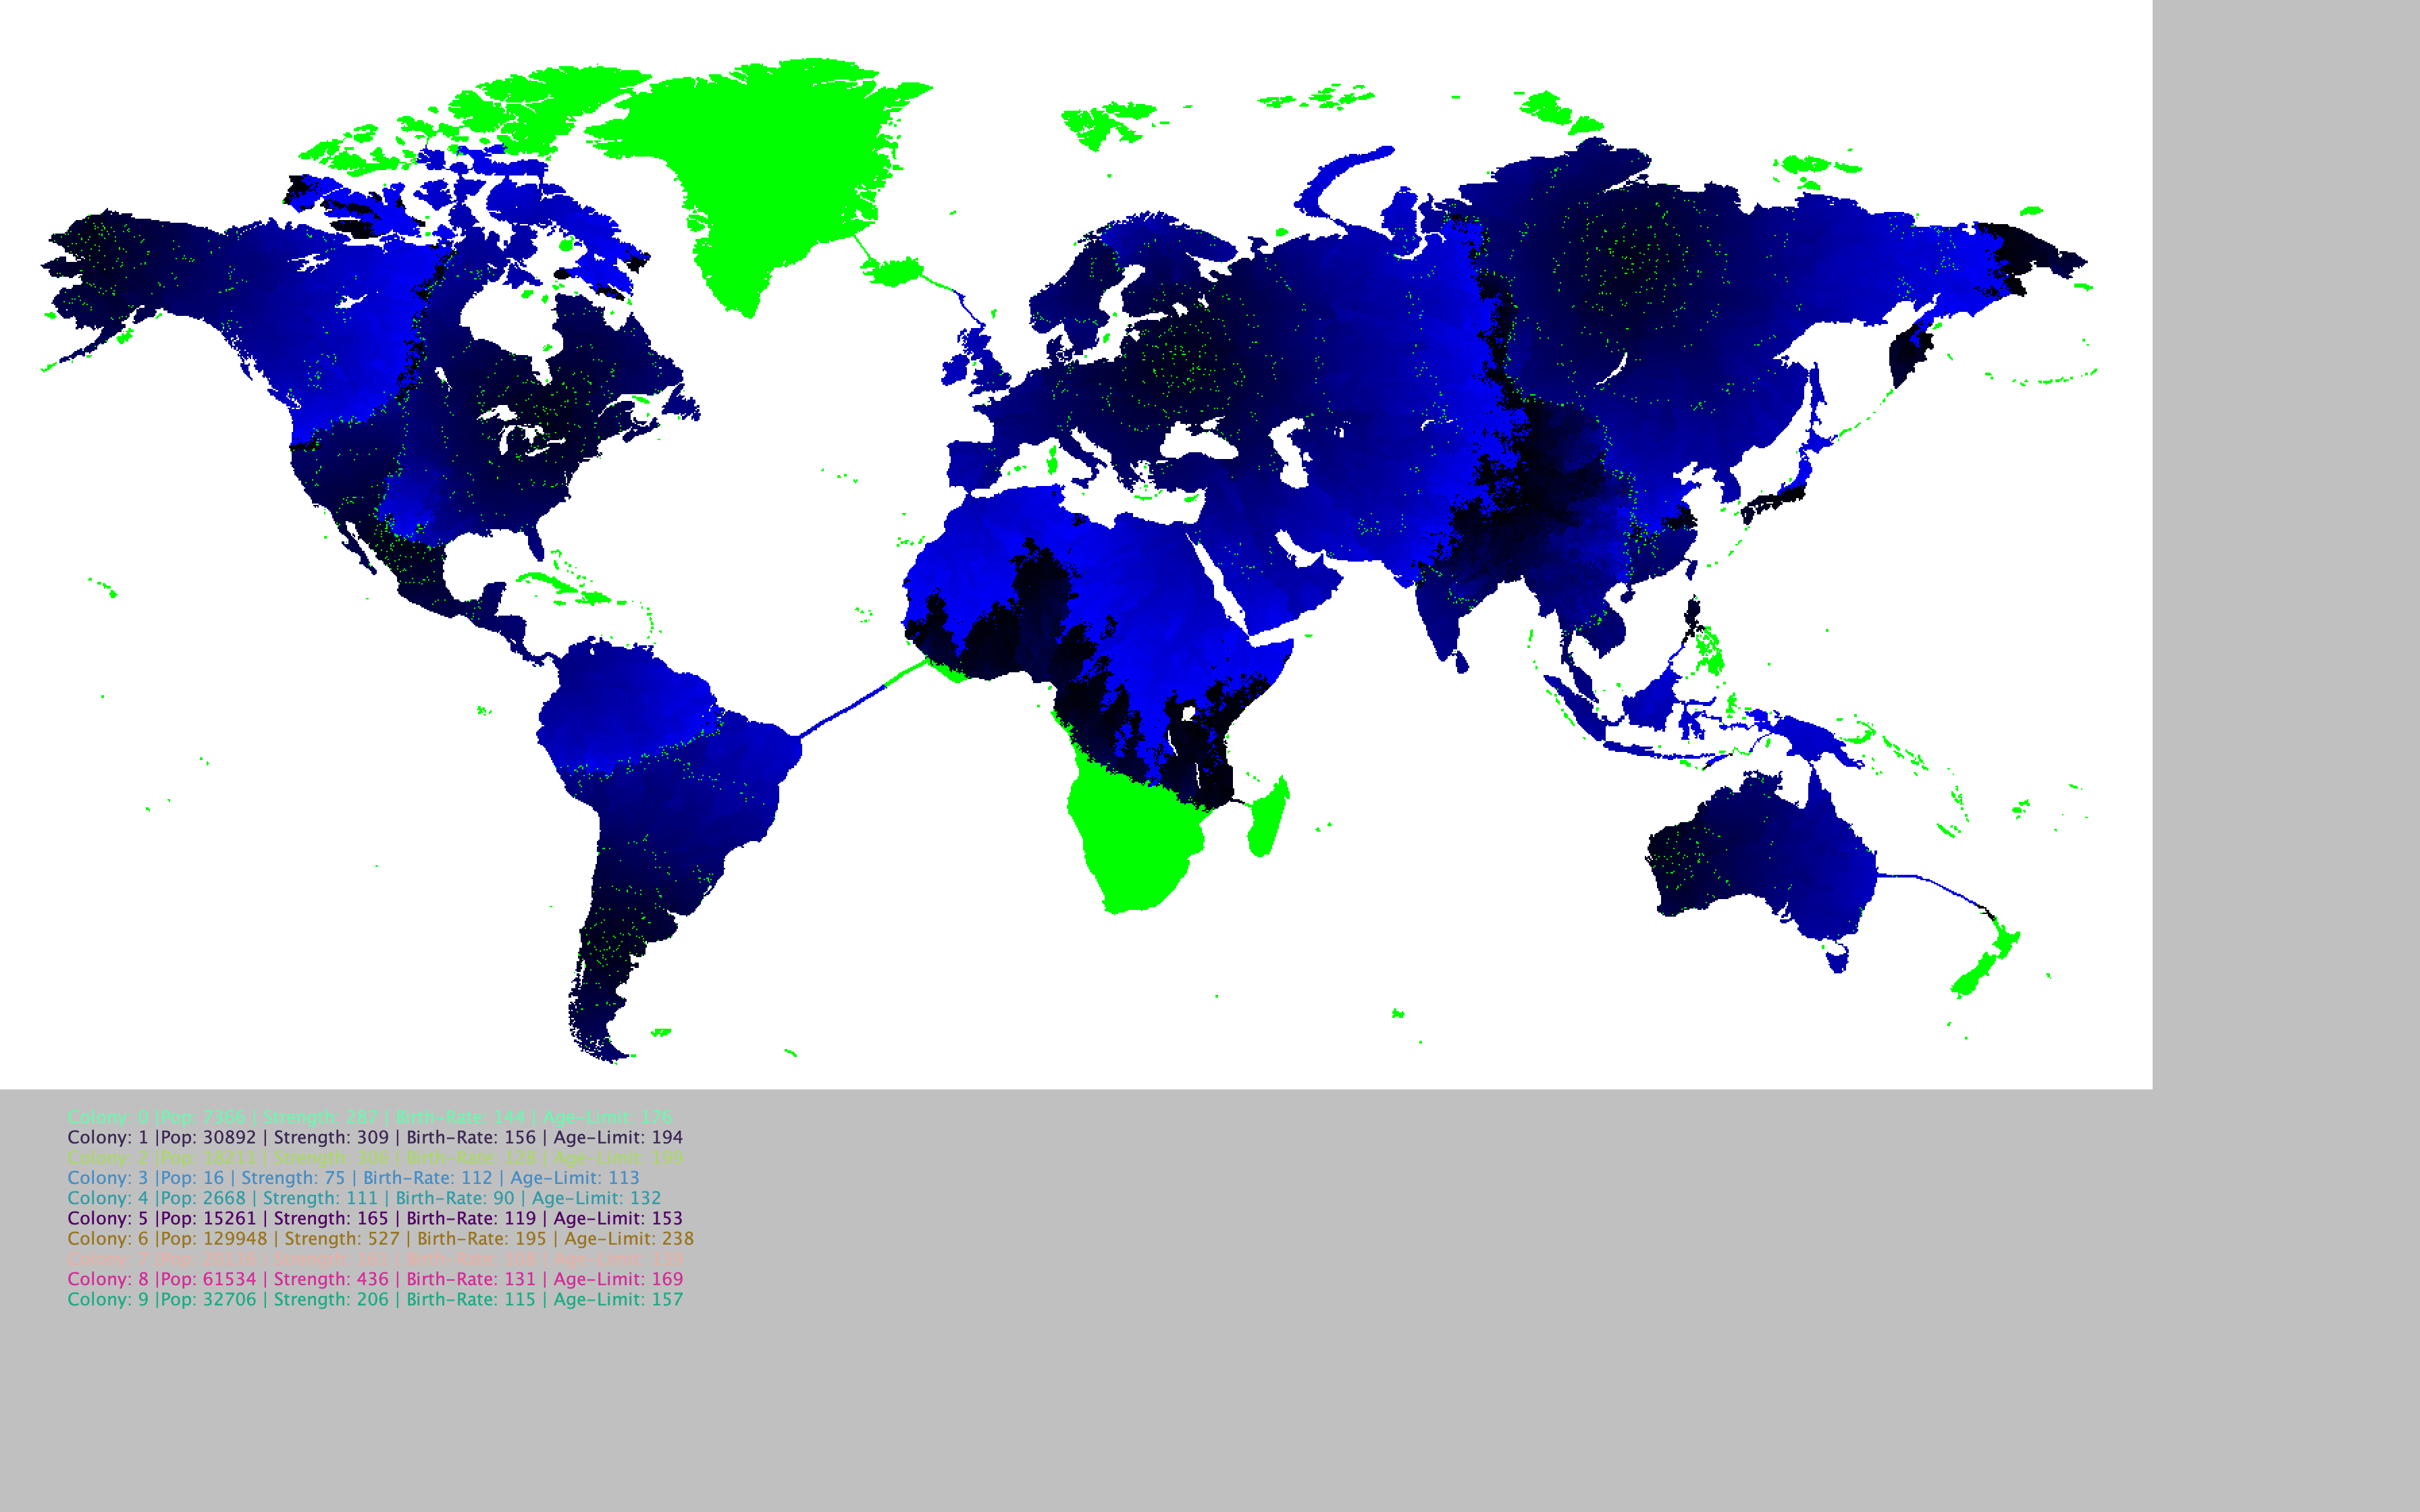 Colony: 0 |Pop: 7366 | Strength: 287 | Birth-Rate: 144 | Age-Limit: 176
Colony: 1 |Pop: 30892 | Strength: 309 | Birth-Rate: 156 | Age-Limit: 194
Colony: 2 |Pop: 18211 | Strength: 306 | Birth-Rate: 128 | Age-Limit: 199
Colony: 3 |Pop: 16 | Strength: 75 | Birth-Rate: 112 | Age-Limit: 113
Colony: 4 |Pop: 2668 | Strength: 111 | Birth-Rate: 90 | Age-Limit: 132
Colony: 5 |Pop: 15261 | Strength: 165 | Birth-Rate: 119 | Age-Limit: 153
Colony: 6 |Pop: 129948 | Strength: 527 | Birth-Rate: 195 | Age-Limit: 238
Colony: 7 |Pop: | Strength: | Birth-Rate: | Age-Limit:
Colony: 8 |Pop: 61534 | Strength: 436 | Birth-Rate: 131 | Age-Limit: 169
Colony: 9 |Pop: 32706 | Strength: 206 | Birth-Rate: 115 | Age-Limit: 157